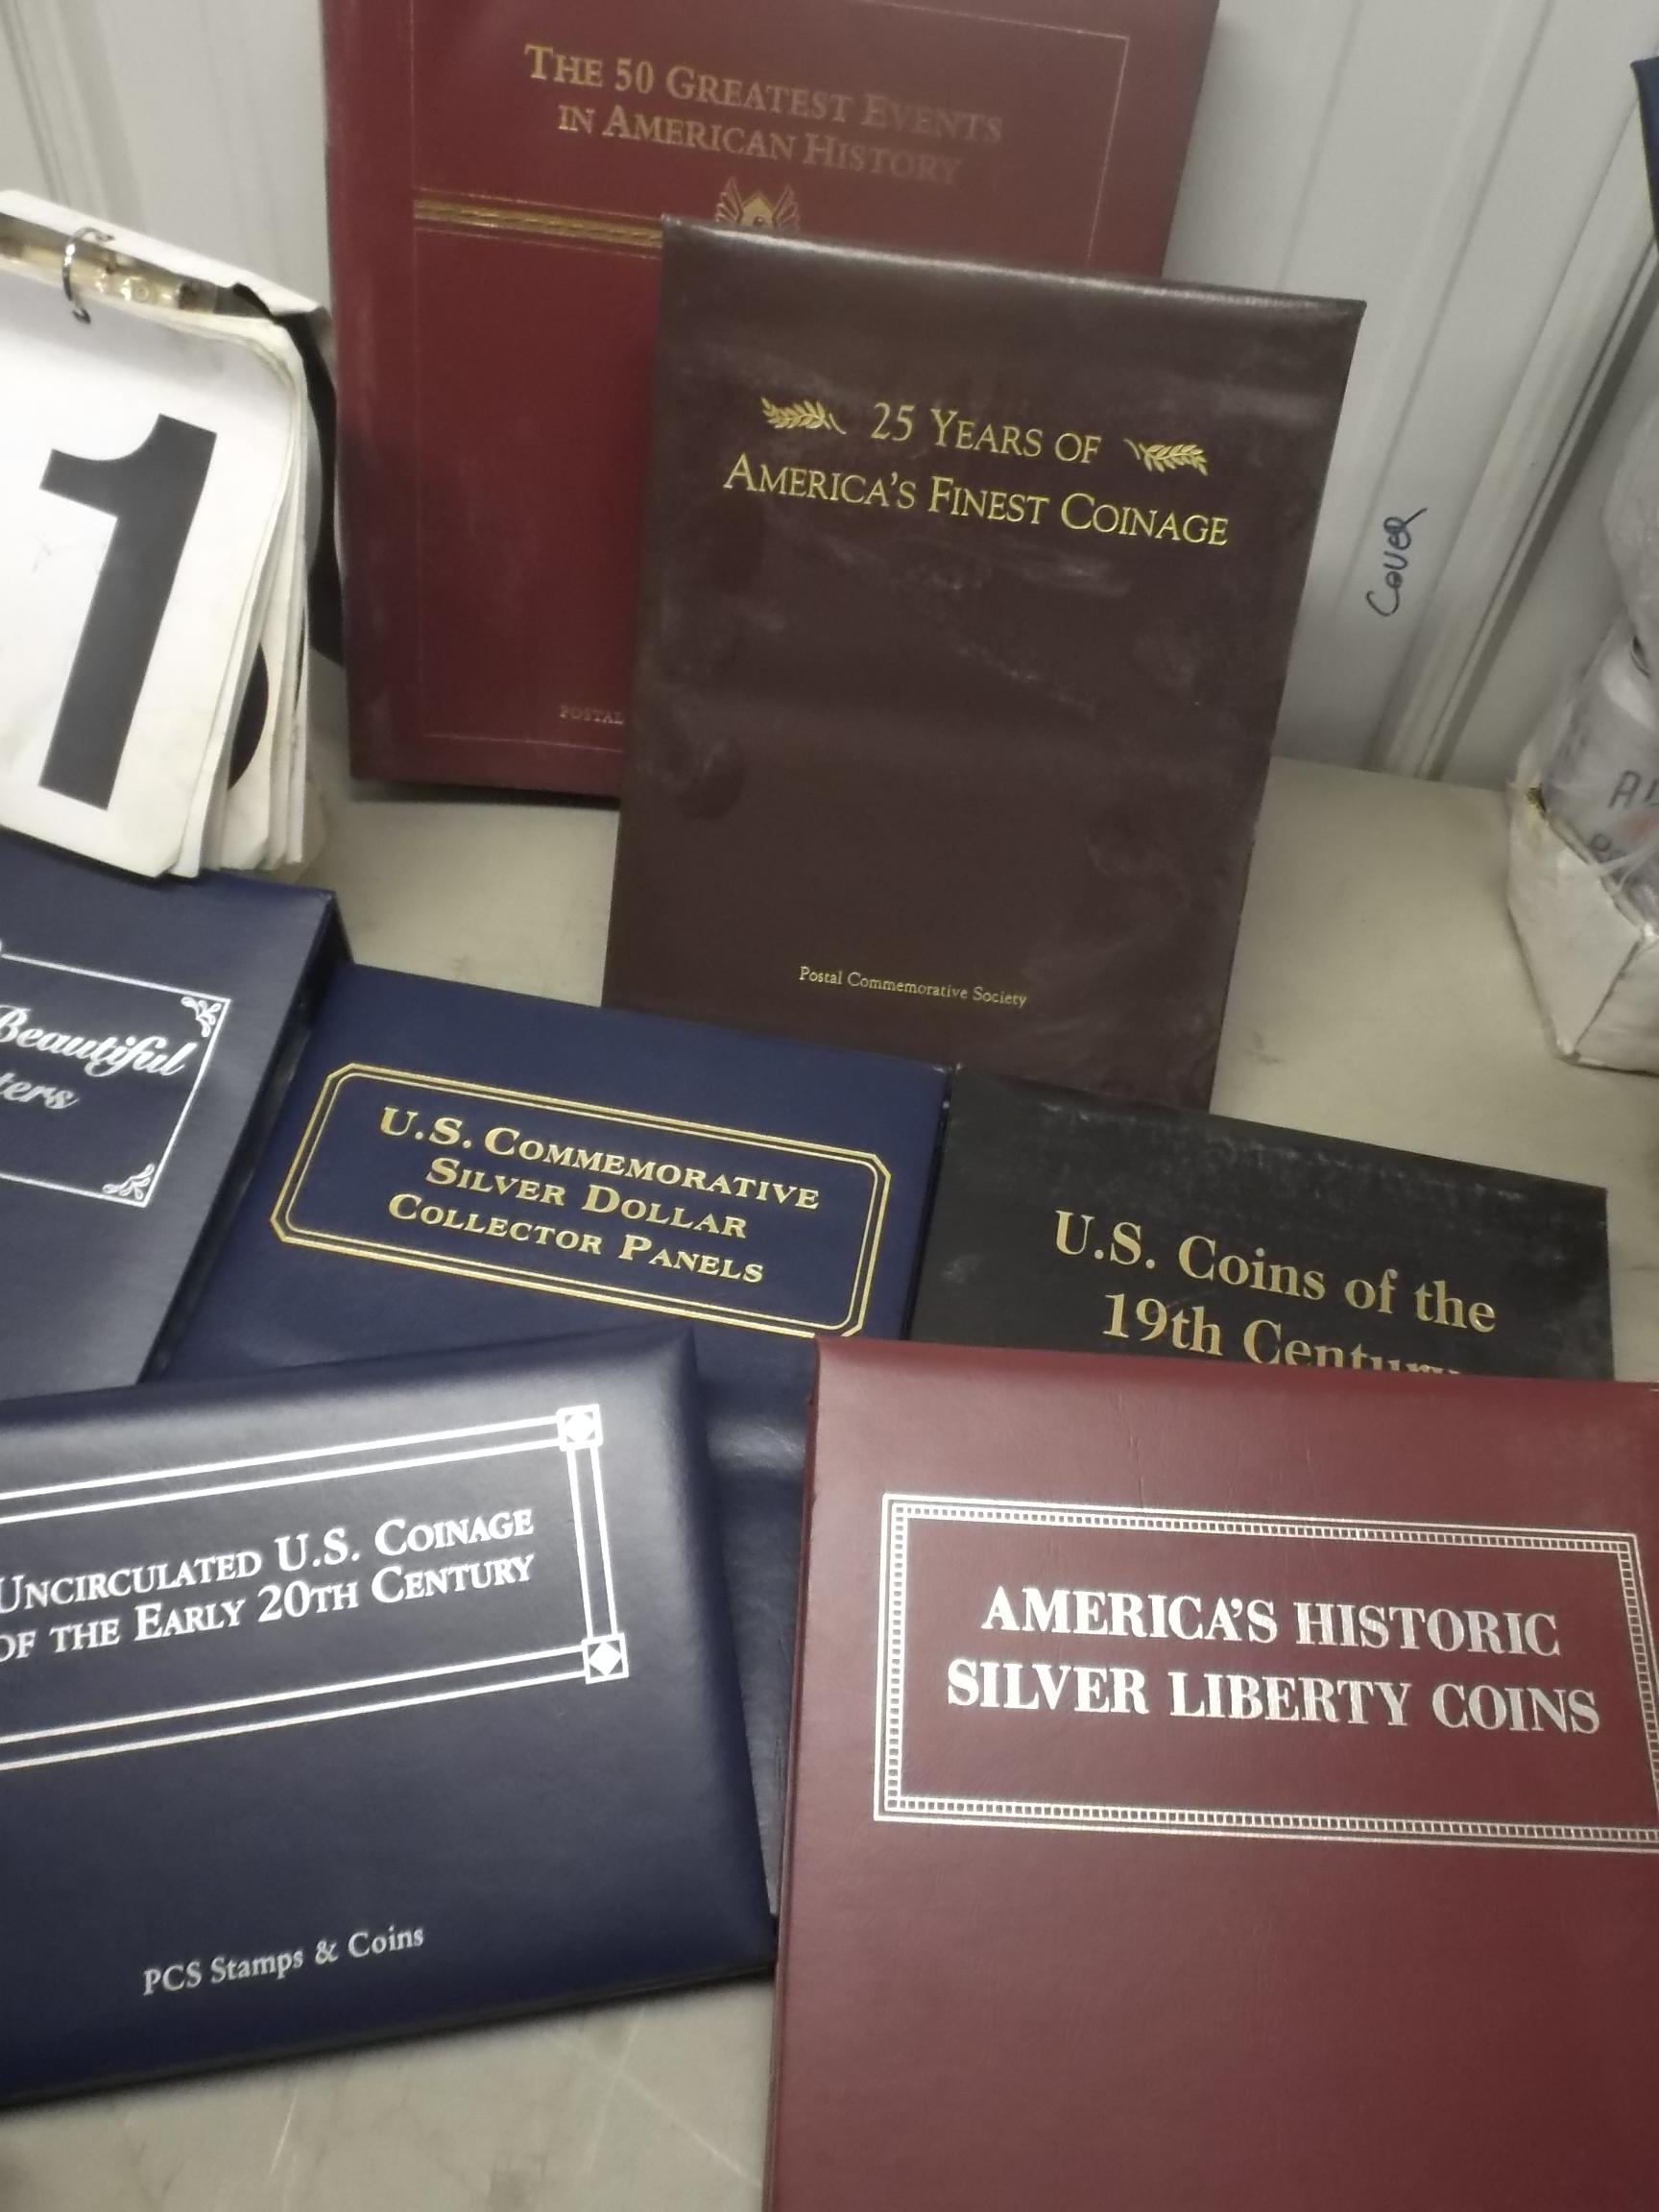 THE 50 GREATEST EVENTS
IN AMERICAN HISTORY
POSTAL
25 YEARS OF
AMERICA'S FINEST COINAGE
Postal Commemorative Society
COVER
1
Beautiful
ters
U.S. COMMEMORATIVE
SILVER DOLLAR
COLLECTOR PANELS
U.S. Coins of the
19th Century
UNCIRCULATED U.S. COINAGE
OF THE EARLY 20TH CENTURY
PCS Stamps & Coins
AMERICA'S HISTORIC
SILVER LIBERTY COINS